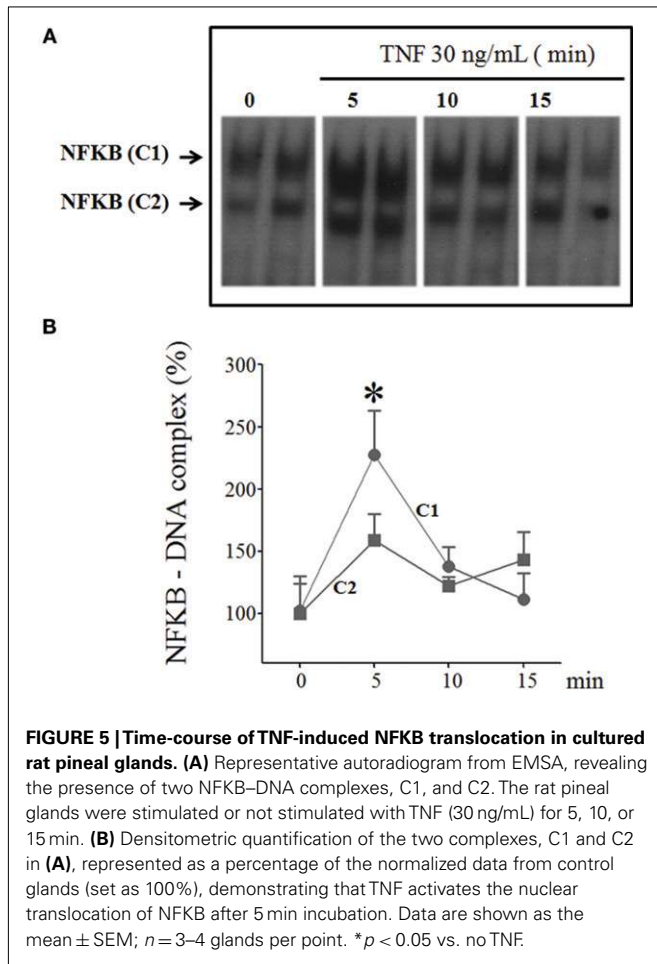 A
TNF 30 ng/mL ( min)
0 5 10 15
NFKB (C1)
NFKB (C2)
B
NFKB - DNA complex (%)
300
250
200
150
100
*
C1
C2
0 5 10 15 min
FIGURE 5 | Time-course of TNF-induced NFKB translocation in cultured
rat pineal glands. (A) Representative autoradiogram from EMSA, revealing
the presence of two NFKB–DNA complexes, C1, and C2. The rat pineal
glands were stimulated or not stimulated with TNF (30 ng/mL) for 5, 10, or
15 min. (B) Densitometric quantification of the two complexes, C1 and C2
in (A), represented as a percentage of the normalized data from control
glands (set as 100%), demonstrating that TNF activates the nuclear
translocation of NFKB after 5 min incubation. Data are shown as the
mean ± SEM; n = 3–4 glands per point. *p < 0.05 vs. no TNF.